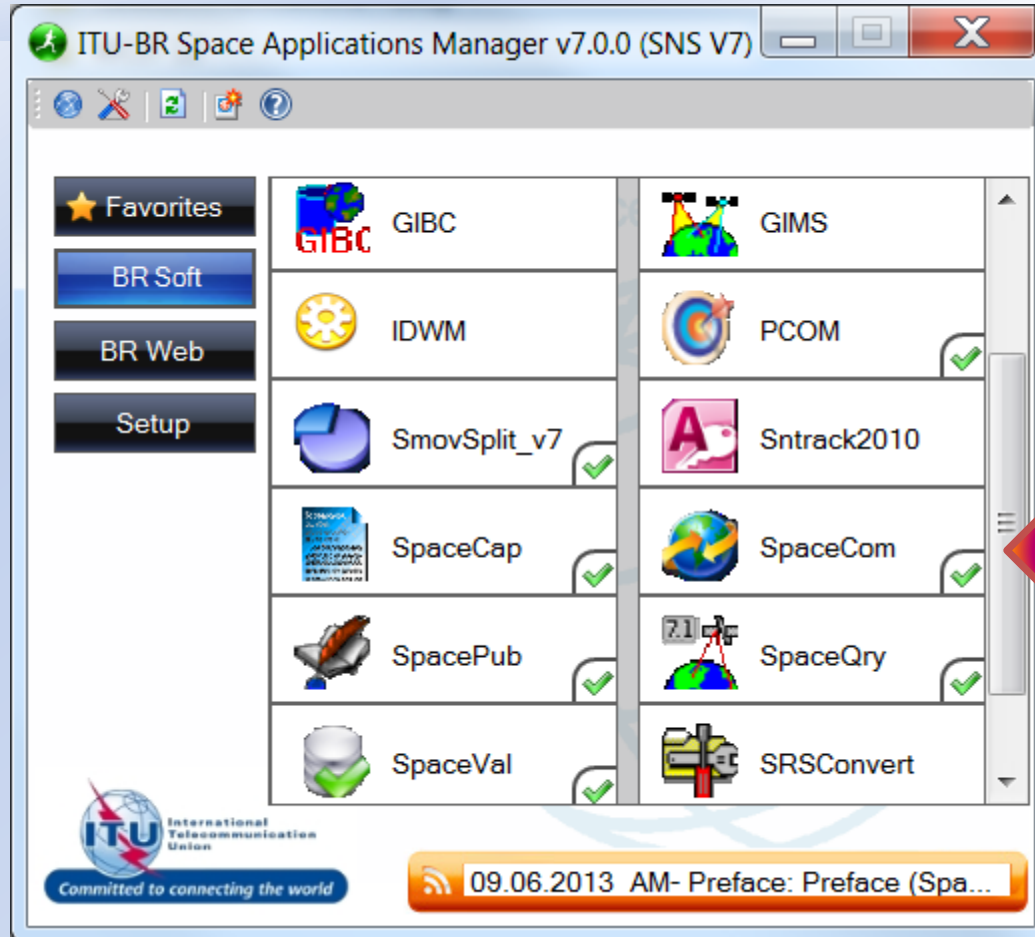 ITU-BR Space Applications Manager v7.0.0 (SNS V7)
Favorites
BR Soft
BR Web
Setup
GIBC
GIBC
GIMS
IDWM
PCOM
SmovSplit_v7
Sntrack2010
SpaceCap
SpaceCom
SpacePub
7.1
SpaceQry
SpaceVal
SRSConvert
ITU
International
Telecommunication
Union
Committed to connecting the world
09.06.2013 AM- Preface: Preface (Spa...